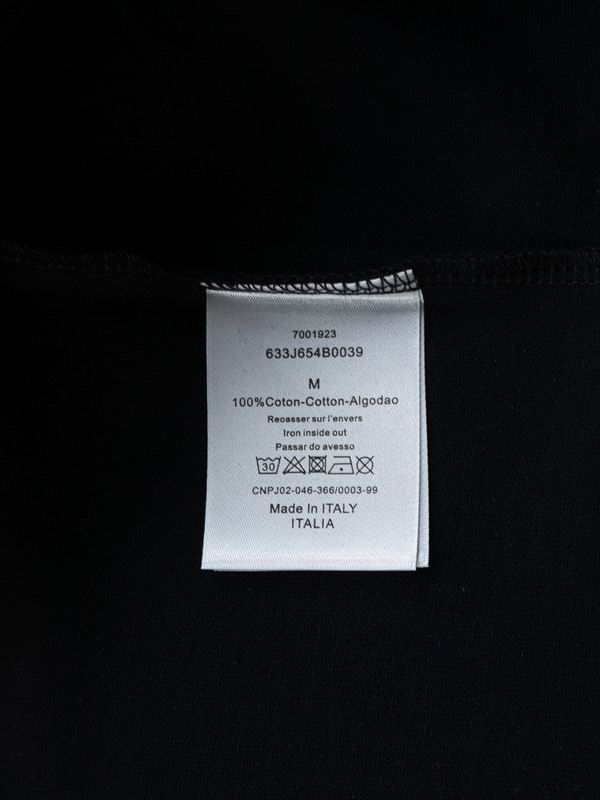 7001923
633J654B0039
M
100%Coton-Cotton-Algodao
Reoasser sur l'envers
Iron inside out
Passar do avesso
30
CNPJ02-046-366/0003-99
Made In ITALY
ITALIA